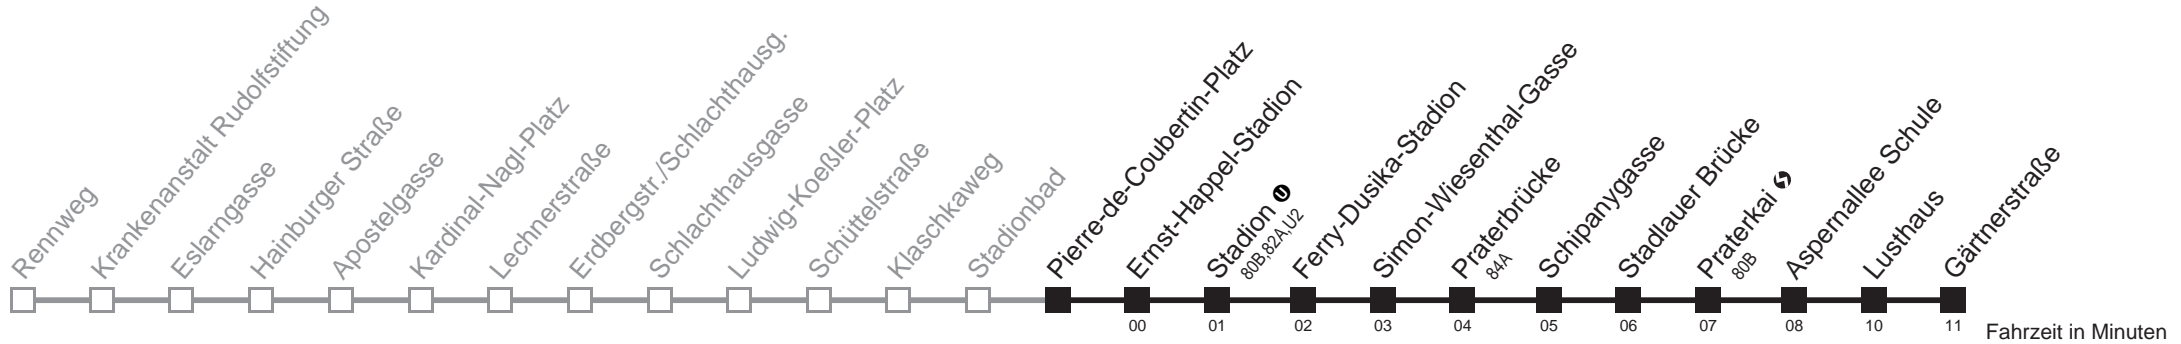 Rennweg
Krankenanstalt Rudolfstiftung
Eslarngasse
Hainburger Straße
Apostelgasse
Kardinal-Nagl-Platz
Lechnerstraße
Erdbergstr./Schlachthausg.
Schlachthausgasse
Ludwig-Koeßler-Platz
Schüttelstraße
Klaschkaweg
Stadionbad
Pierre-de-Coubertin-Platz
Ernst-Happel-Stadion
Stadion U
80B,82A,U2
Ferry-Dusika-Stadion
Simon-Wiesenthal-Gasse
Praterbrücke
84A
Schipanygasse
Stadlauer Brücke
Praterkai S
80B
Aspernallee Schule
Lusthaus
Gärtnerstraße
00 01 02 03 04 05 06 07 08 10 11
Fahrzeit in Minuten